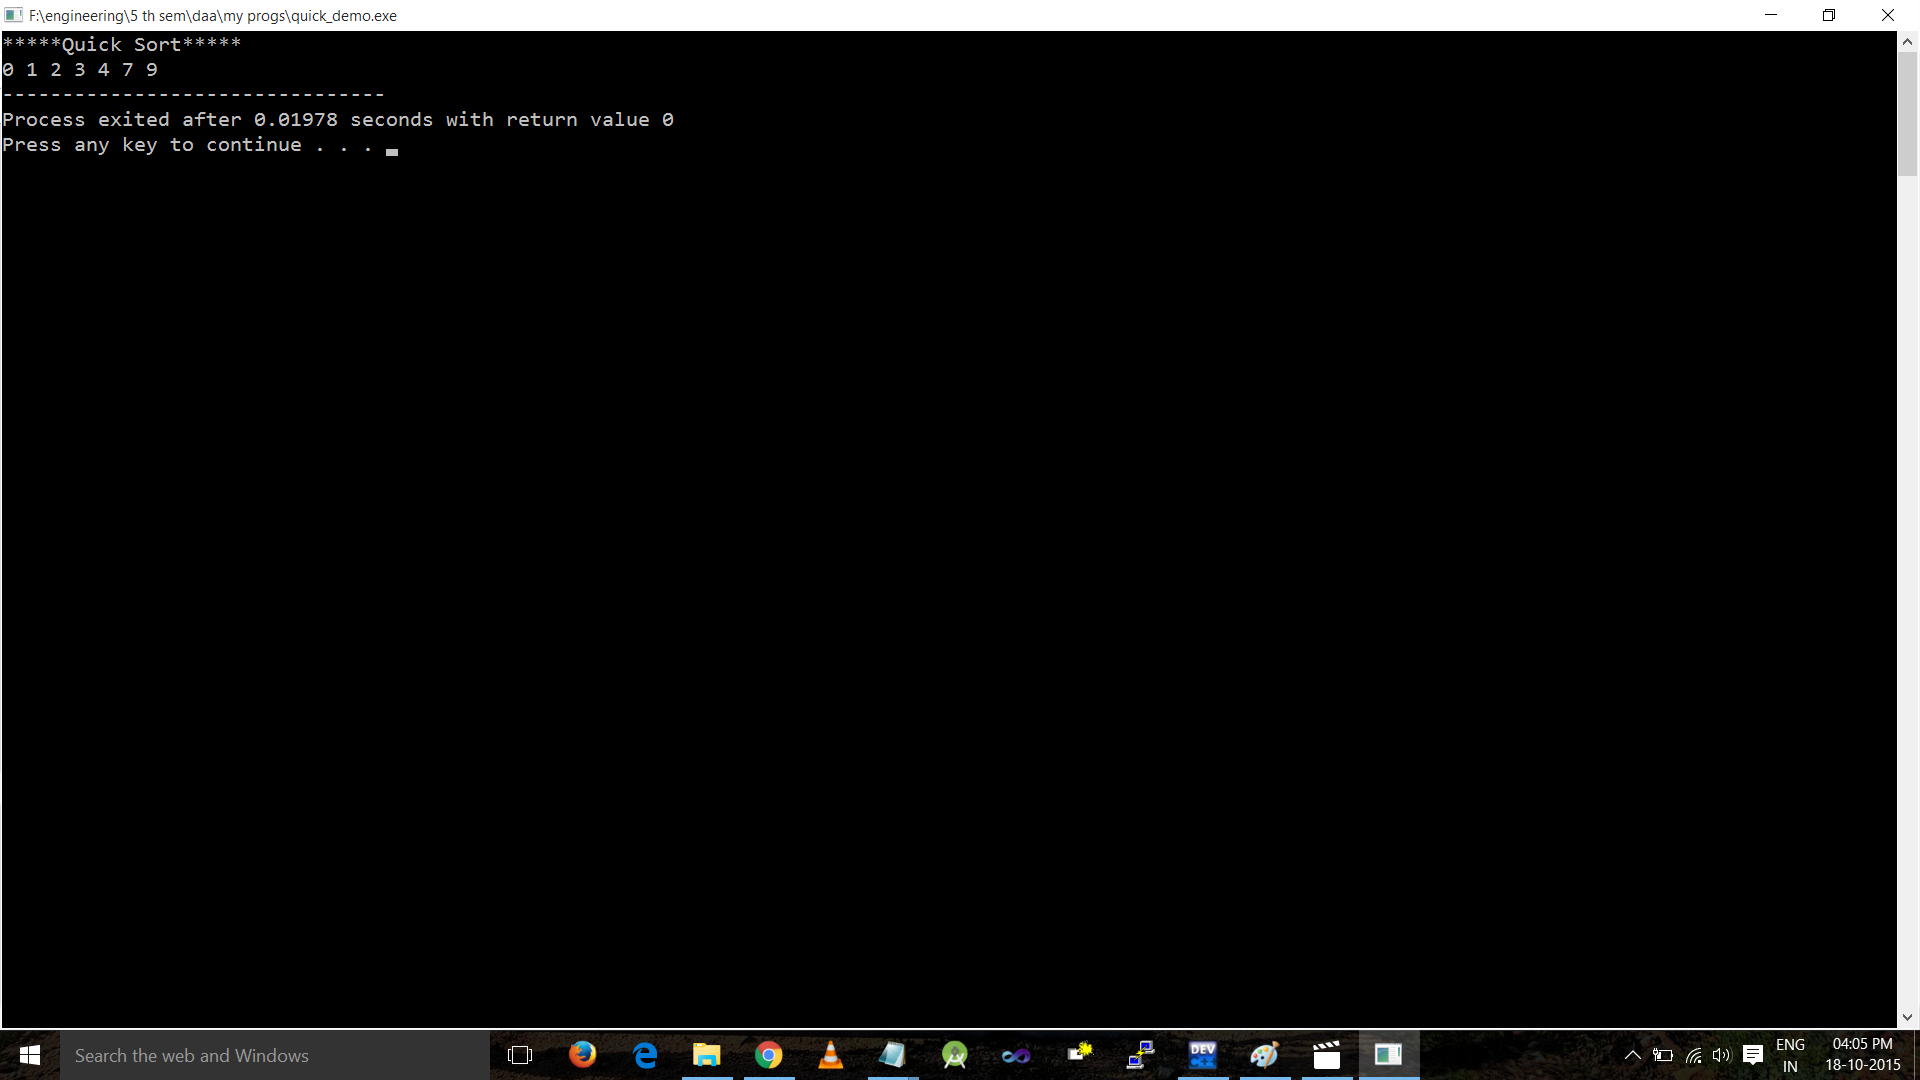 F:\engineering\5 th sem\daa\my progs\quick_demo.exe
*****Quick Sort*****
0 1 2 3 4 7 9
--------------------------------
Process exited after 0.01978 seconds with return value 0
Press any key to continue . . .
Search the web and Windows
DEV
C++
ENG
IN
04:05 PM
18-10-2015